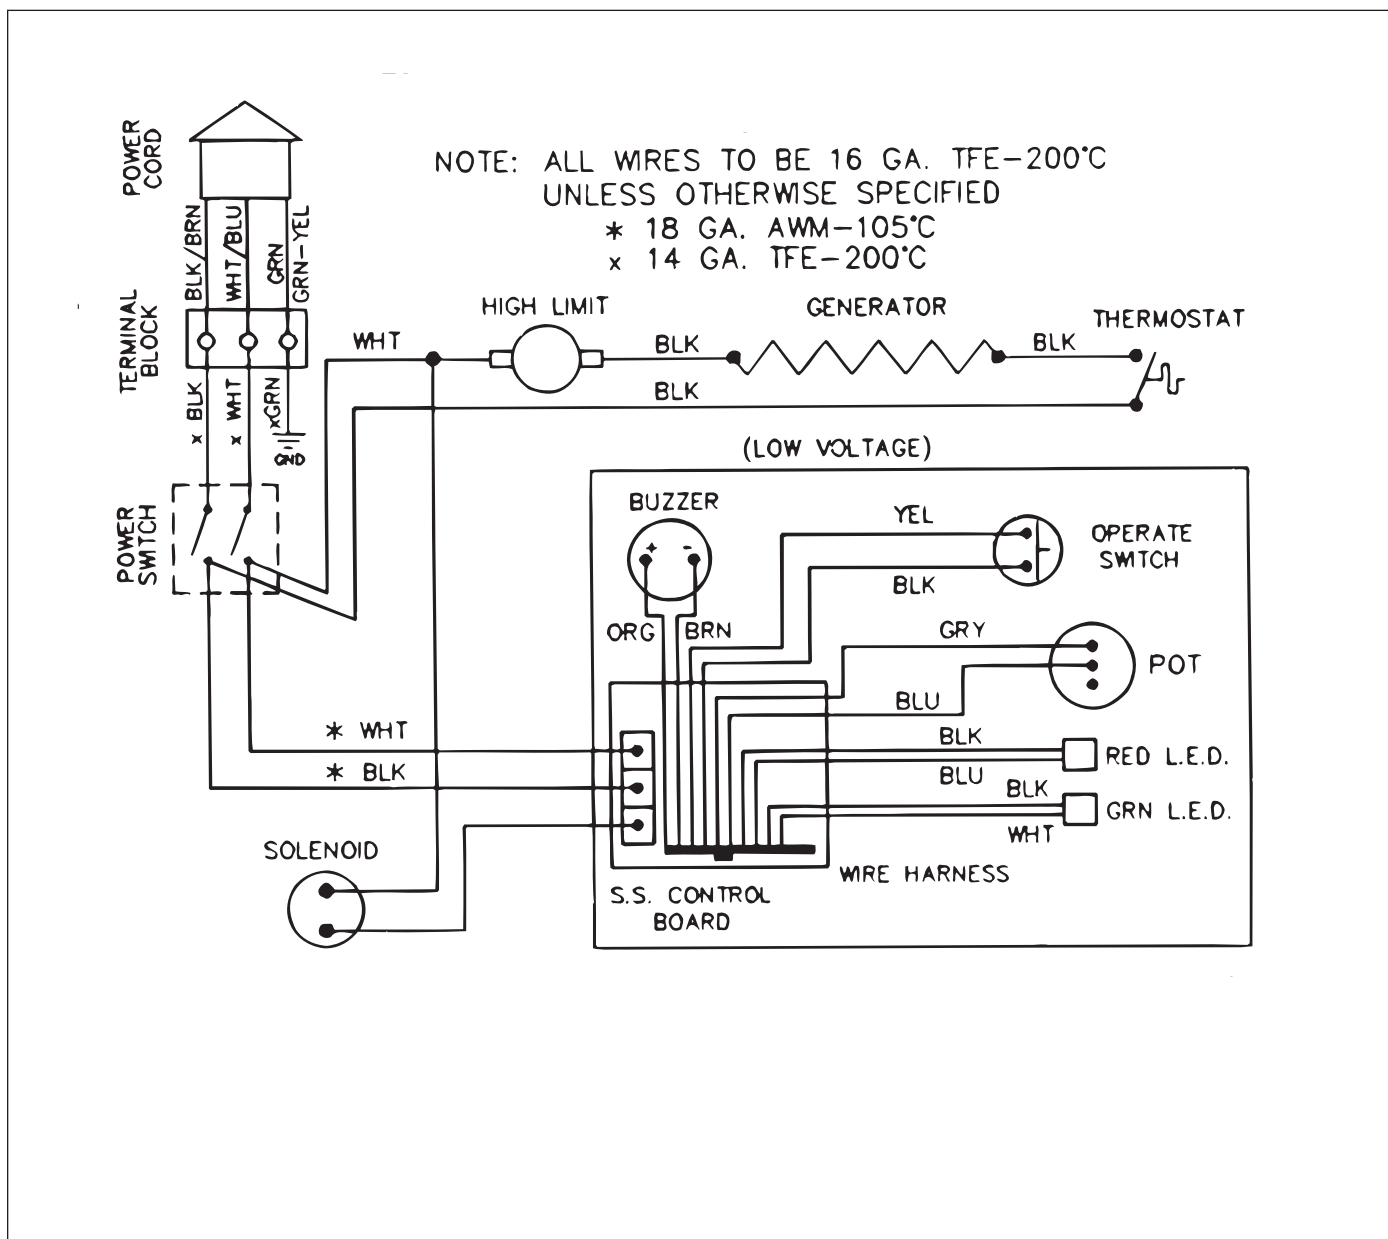 POWER
CORD
NOTE: ALL WIRES TO BE 16 GA. TFE-200°C
UNLESS OTHERWISE SPECIFIED
* 18 GA. AWM-105°C
x 14 GA. TFE-200°C
BLK/BRN
WHT/BLU
GRN
GRN-YEL
TERMINAL
BLOCK
WHT
HIGH LIMIT
BLK
GENERATOR
BLK
THERMOSTAT
BLK
x BLK
x WHT
xGRN
GND
(LOW VOLTAGE)
POWER
SWITCH
BUZZER
+ -
ORG
BRN
YEL
BLK
OPERATE
SWITCH
GRY
BLU
POT
* WHT
* BLK
BLK
BLU
RED L.E.D.
BLK
WHT
GRN L.E.D.
SOLENOID
WIRE HARNESS
S.S. CONTROL
BOARD